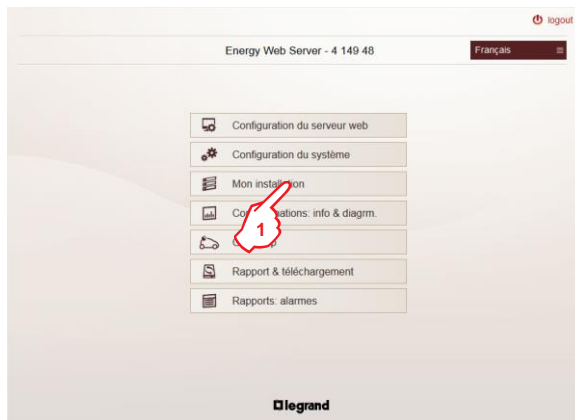 logout
Energy Web Server - 4 149 48
Français
Configuration du serveur web
Configuration du système
Mon installation
: info & diagrm.
1
Rapport & téléchargement
Rapports: alarmes
legrand